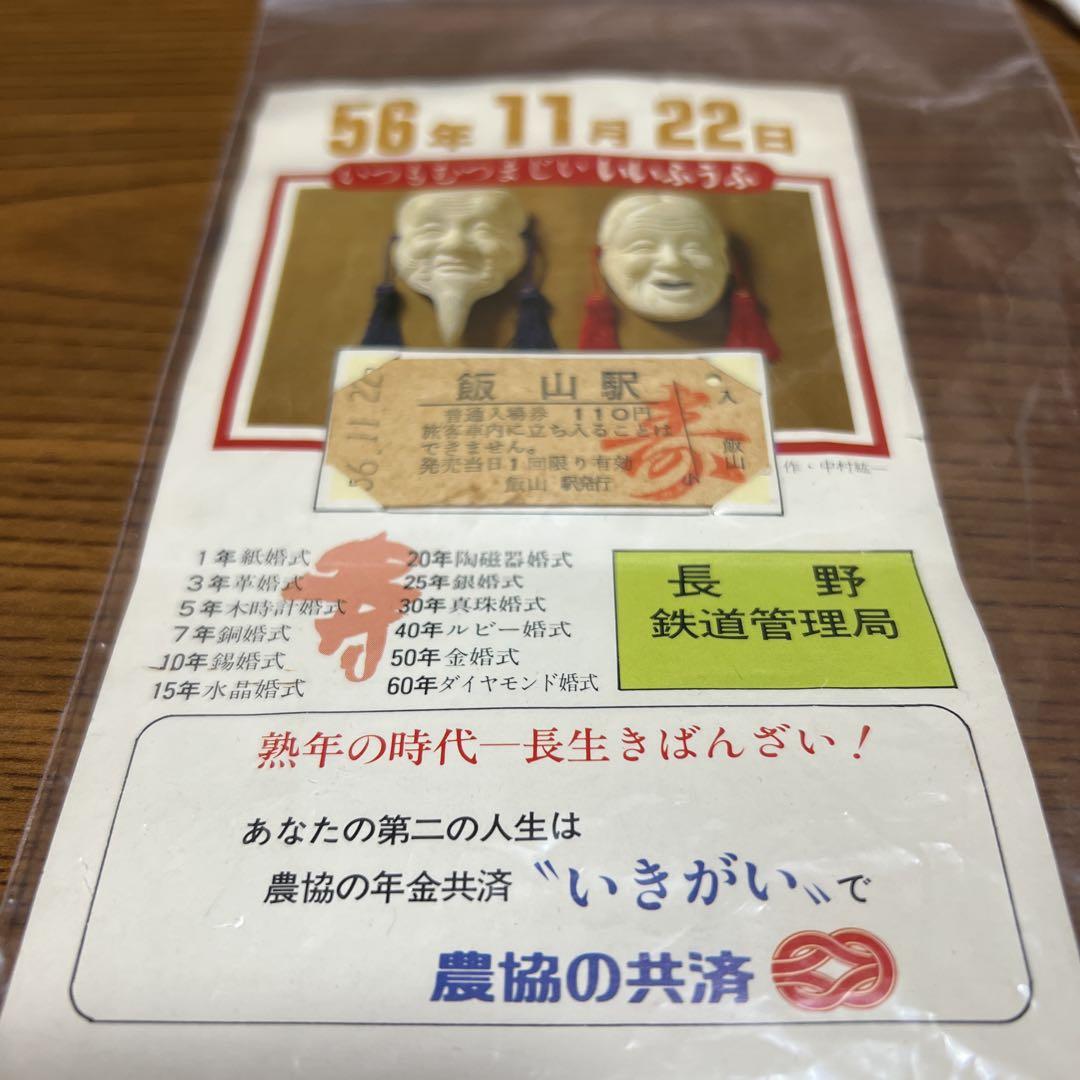 56年 11月 22日
いつもむつまじいいいふうふ
飯山駅
普通入場券 110円
旅客車内に立ち入ることは
できません。
発売当日1回限り有効
飯山 駅発行
56.11.22
寿
入
飯山
小
作・中村紘一
1年紙婚式
3年革婚式
5年木時計婚式
7年銅婚式
10年錫婚式
15年水晶婚式
寿
20年陶磁器婚式
25年銀婚式
30年真珠婚式
40年ルビー婚式
50年金婚式
60年ダイヤモンド婚式
長野
鉄道管理局
熟年の時代―長生きばんざい!
あなたの第二の人生は
農協の年金共済〝いきがい〟で
農協の共済